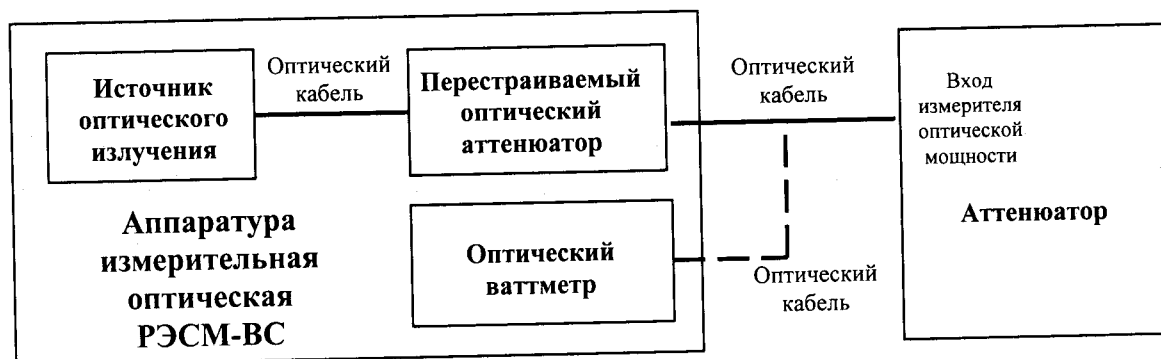 Источник
оптического
излучения
Оптический
кабель
Перестраиваемый
оптический
аттенюатор
Оптический
кабель
Вход
измерителя
оптической
мощности
Аттенюатор
Аппаратура
измерительная
оптическая
РЭСМ-ВС
Оптический
ваттметр
Оптический
кабель